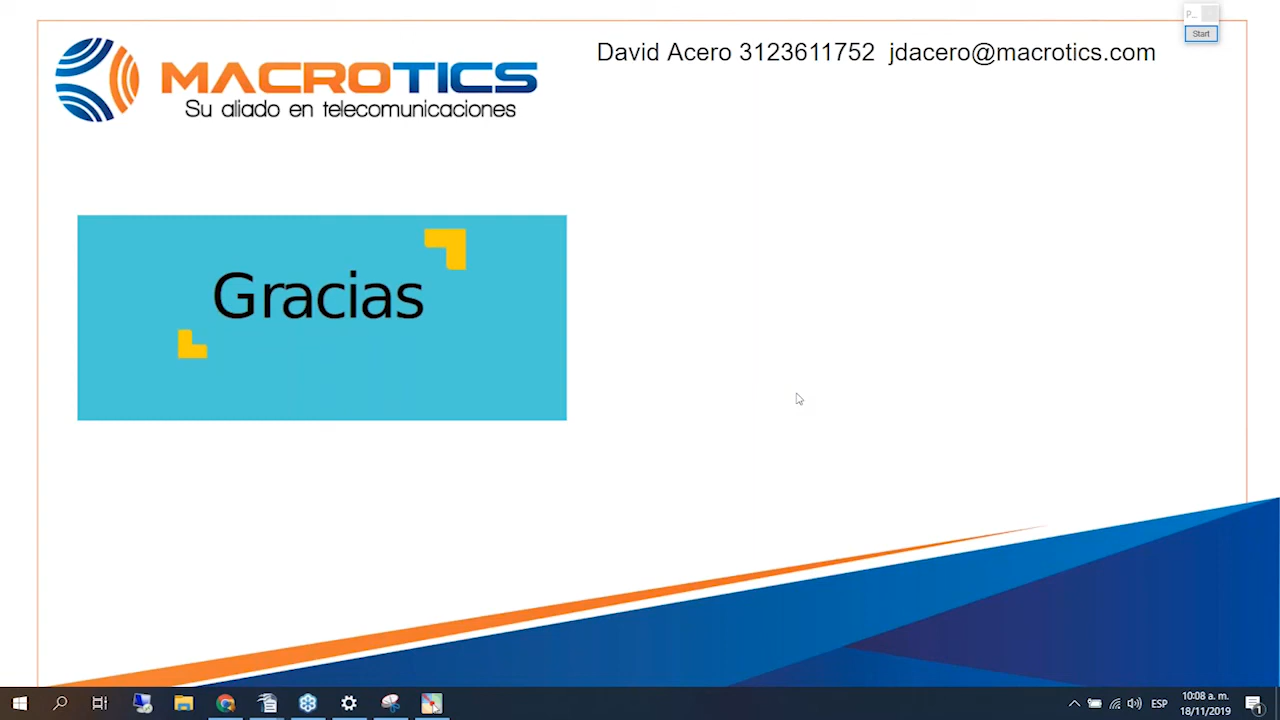 MACROTICS
Su aliado en telecomunicaciones
David Acero 3123611752 jdacero@macrotics.com
P...
Start
Gracias
ESP
10:08 a. m.
18/11/2019
1